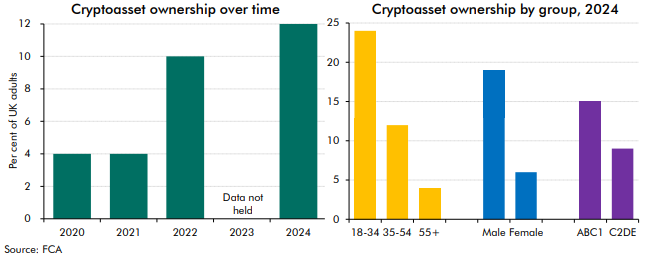 Cryptoasset ownership over time
Per cent of UK adults
12
10
8
6
4
2
0
Data not
held
2020 2021 2022 2023 2024
Cryptoasset ownership by group, 2024
25
20
15
10
5
0
18-34 35-54 55+ Male Female ABC1 C2DE
Source: FCA